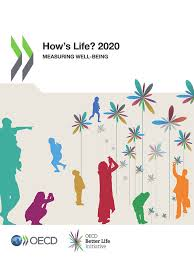 How's Life? 2020
MEASURING WELL-BEING
OECD
OECD
Better Life
Initiative